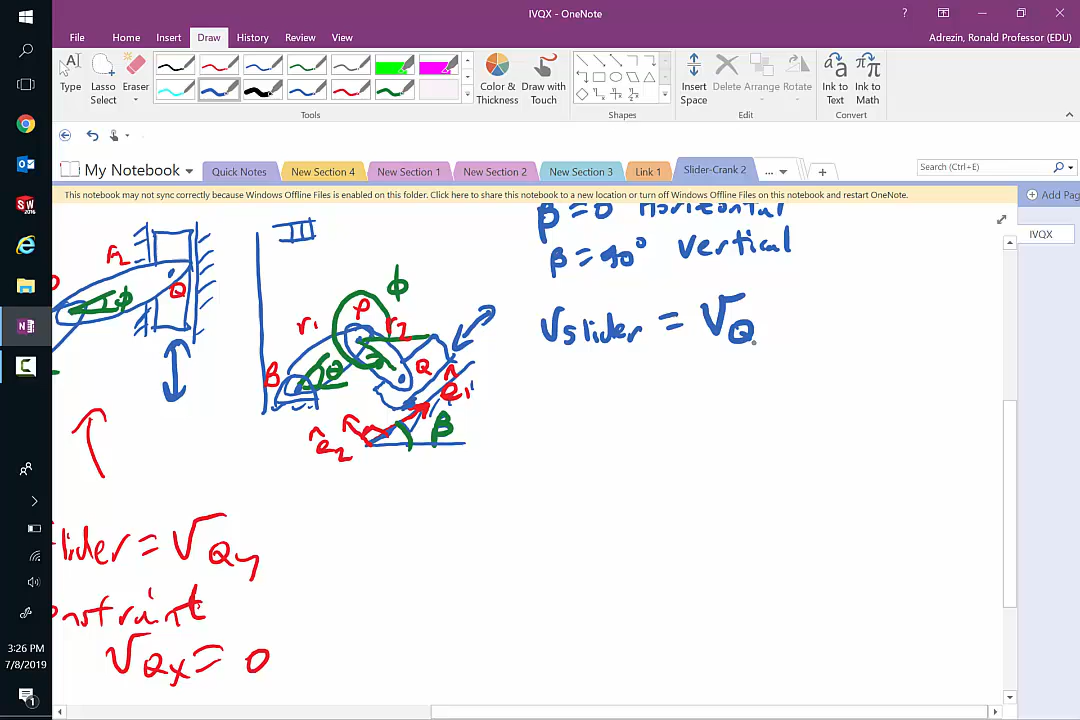 IVQX - OneNote
?
File
Home
Insert
Draw
History
Review
View
Adrezin, Ronald Professor (EDU)
Type
Lasso Select
Eraser
Color & Thickness
Draw with Touch
Insert Space
Delete
Arrange
Rotate
Ink to Text
Ink to Math
Tools
Shapes
Edit
Convert
My Notebook
Quick Notes
New Section 4
New Section 1
New Section 2
New Section 3
Link 1
Slider-Crank 2
...
Search (Ctrl+E)
This notebook may not sync correctly because Windows Offline Files is enabled on this folder. Click here to share this notebook to a new location or turn off Windows Offline Files on this notebook and restart OneNote.
Add Pag
IVQX
β = 0 Horizontal
β = 90° Vertical
Vslider = VQ
III
r2
Q
ϕ
ϕ
P
r1
r2
B
θ
Q
ê1
ê2
β
lider = VQy
onstraint
VQx = 0
3:26 PM
7/8/2019
1